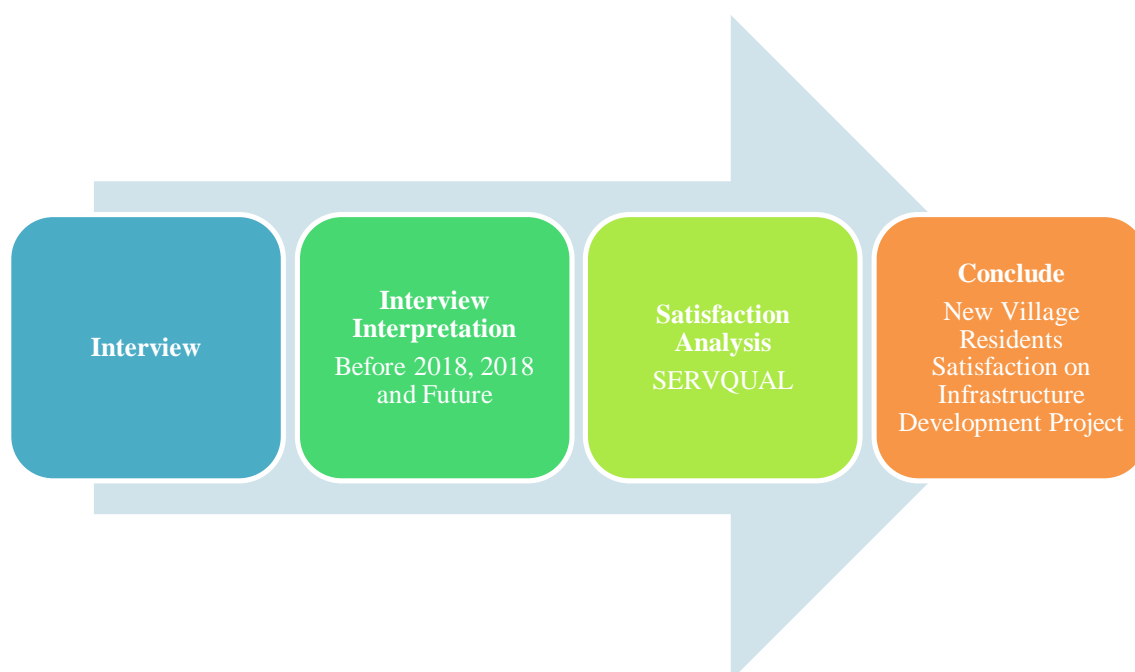 Interview
Interview
Interpretation
Before 2018, 2018
and Future
Satisfaction
Analysis
SERVQUAL
Conclude
New Village
Residents
Satisfaction on
Infrastructure
Development Project